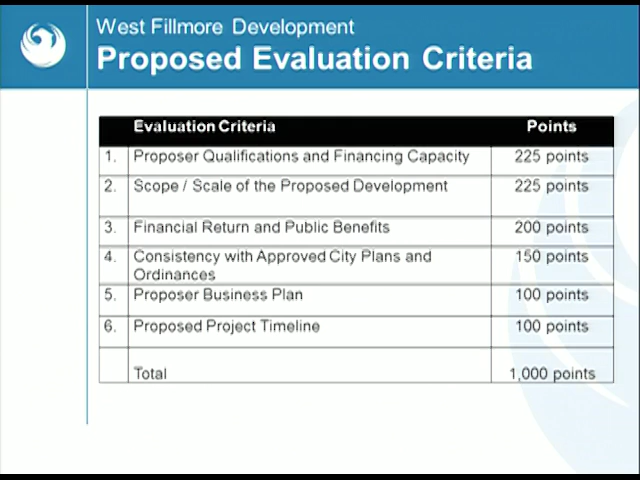 West Fillmore Development
Proposed Evaluation Criteria
Evaluation Criteria Points
1. Proposer Qualifications and Financing Capacity 225 points
2. Scope / Scale of the Proposed Development 225 points
3. Financial Return and Public Benefits 200 points
4. Consistency with Approved City Plans and 150 points
Ordinances
5. Proposer Business Plan 100 points
6. Proposed Project Timeline 100 points
Total 1,000 points